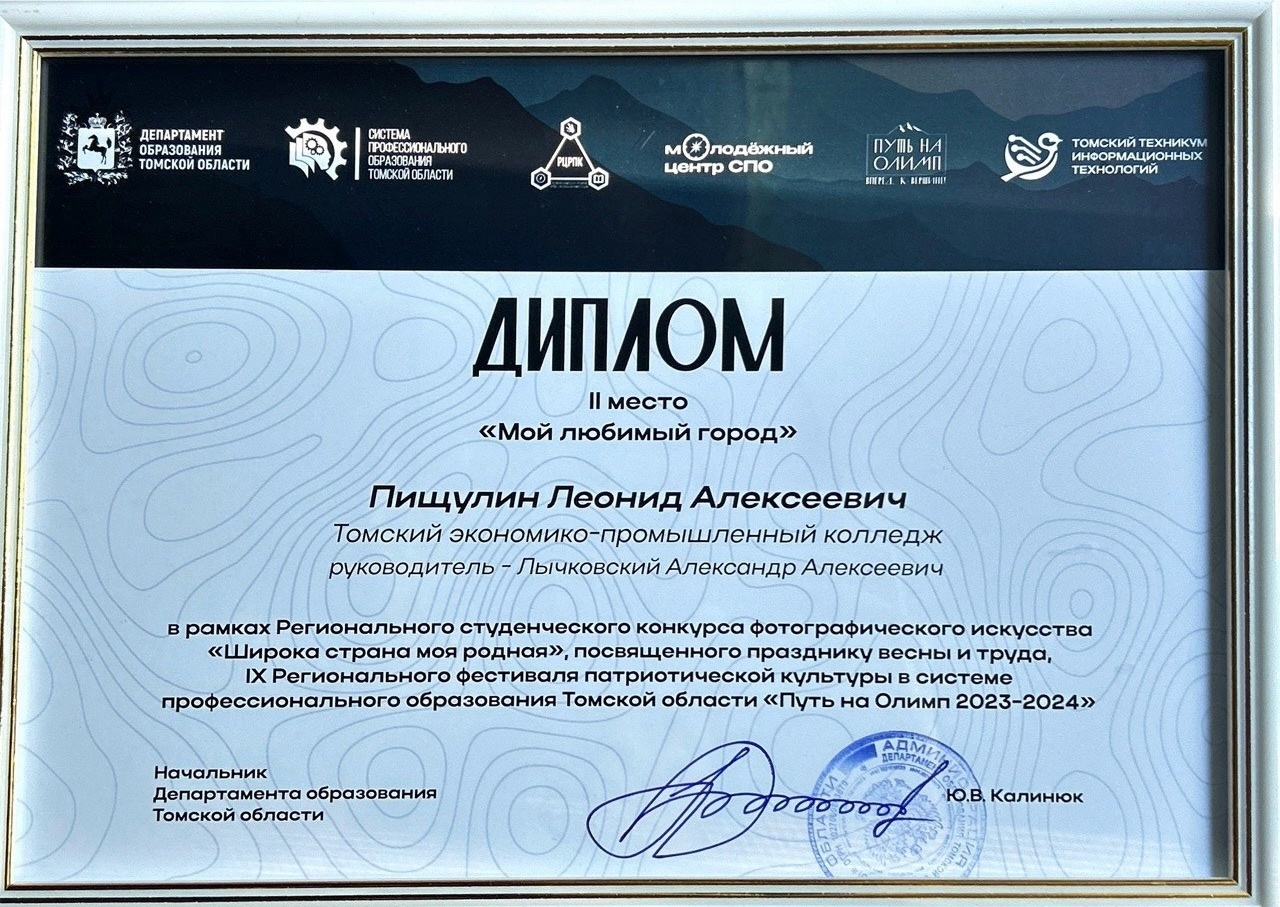 ДЕПАРТАМЕНТ
ОБРАЗОВАНИЯ
ТОМСКОЙ ОБЛАСТИ
СИСТЕМА
ПРОФЕССИОНАЛЬНОГО
ОБРАЗОВАНИЯ
ТОМСКОЙ ОБЛАСТИ
РЦРПК
МОЛОДЁЖНЫЙ
ЦЕНТР СПО
ПУТЬ НА
ОЛИМП
ВПЕРЕД, К ВЕРШИНЕ!
ТОМСКИЙ ТЕХНИКУМ
ИНФОРМАЦИОННЫХ
ТЕХНОЛОГИЙ
ДИПЛОМ
II место
«Мой любимый город»
Пищулин Леонид Алексеевич
Томский экономико-промышленный колледж
руководитель - Лычковский Александр Алексеевич
в рамках Регионального студенческого конкурса фотографического искусства
«Широка страна моя родная», посвященного празднику весны и труда,
IX Регионального фестиваля патриотической культуры в системе
профессионального образования Томской области «Путь на Олимп 2023-2024»
Начальник
Департамента образования
Томской области
Ю.В. Калинюк